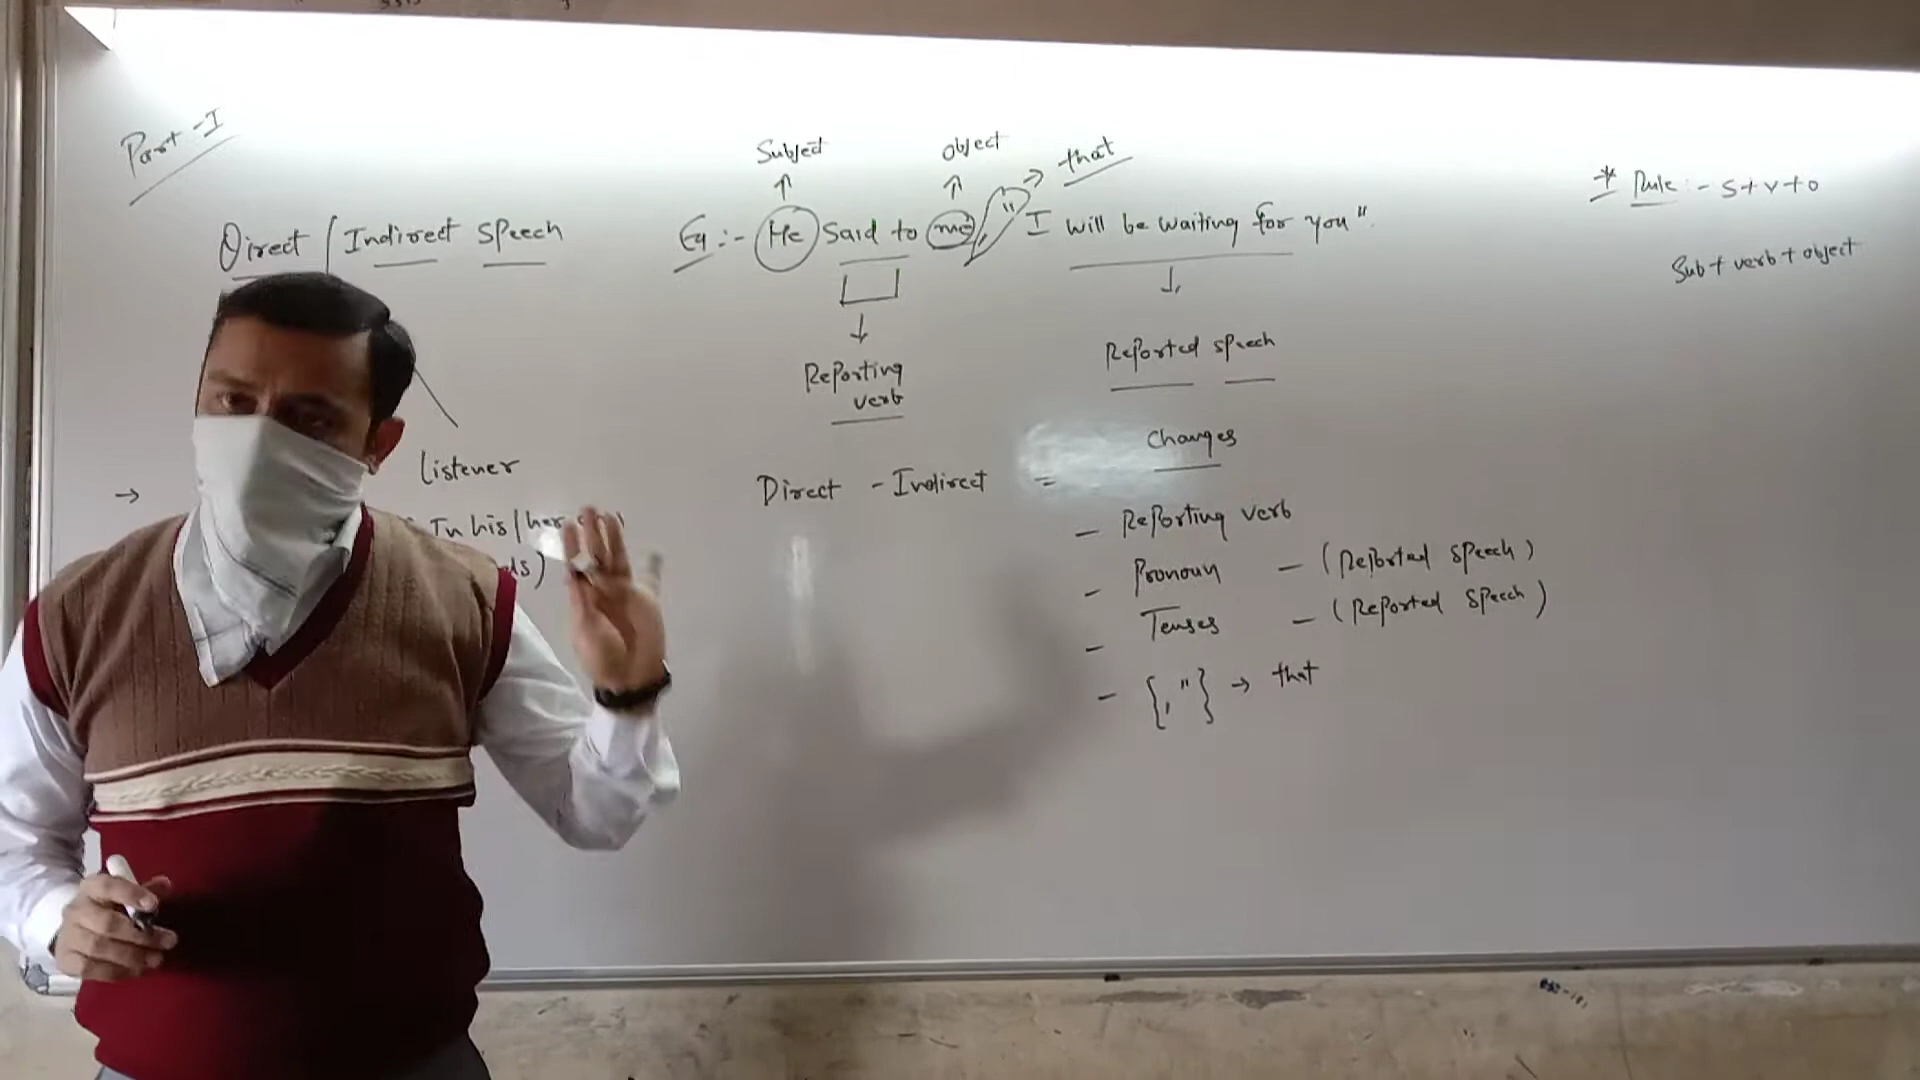 Part - I
Subject
object
→ that
* Rule :- S+V+O
Direct / Indirect Speech
Eg :- He said to me, " I will be waiting for you".
Sub + verb + object
Reported speech
Reporting
verb
Changes
listener
Direct - Indirect =
- Reporting verb
In his/her
- Pronoun - (Reported speech)
- Tenses - (Reported speech)
- {, "} → that